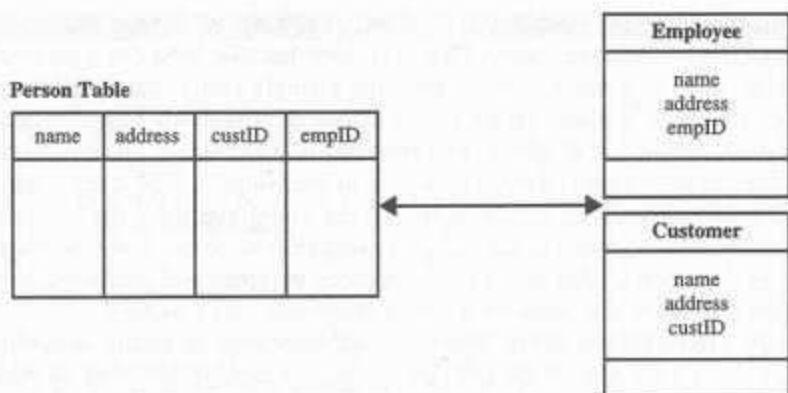 Person Table
name address custID empID
Employee
name
address
empID
Customer
name
address
custID